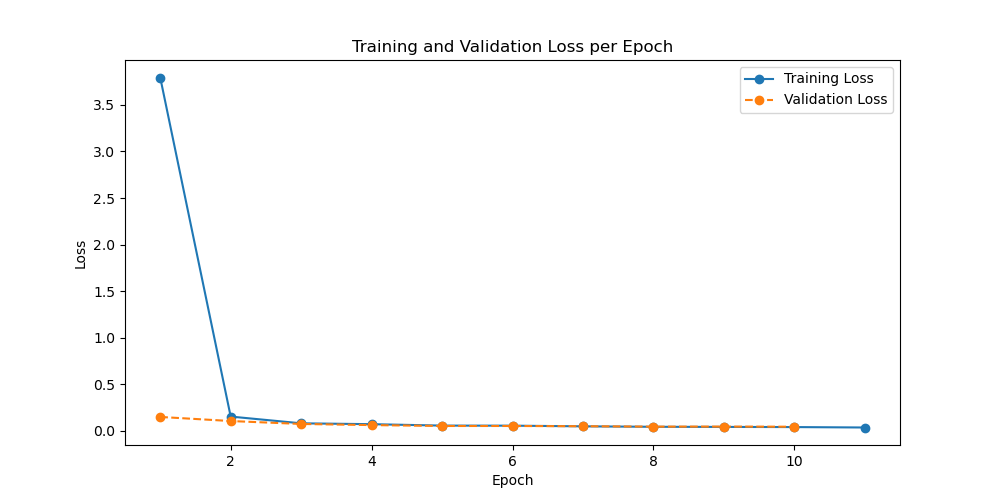 Training and Validation Loss per Epoch
Training Loss
Validation Loss
3.5
3.0
2.5
2.0
1.5
1.0
0.5
0.0
Loss
2
4
6
8
10
Epoch